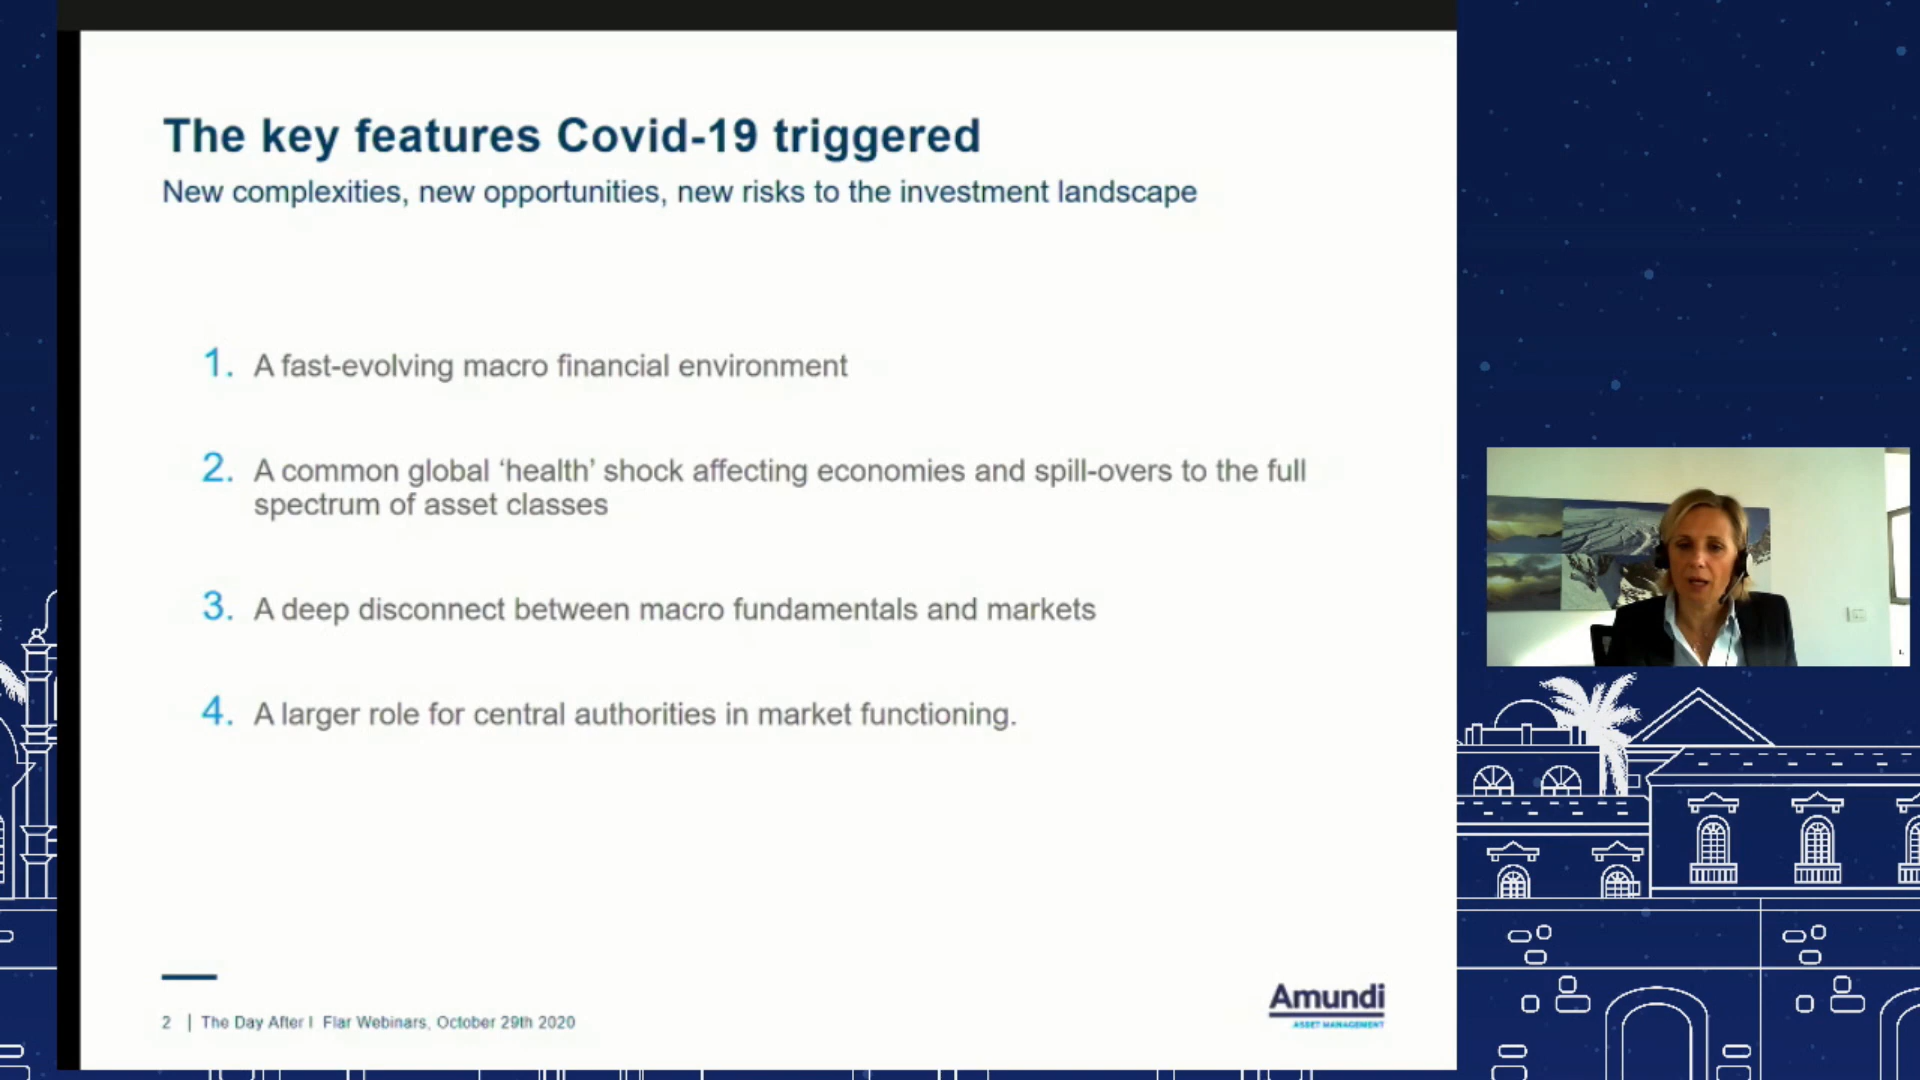 The key features Covid-19 triggered
New complexities, new opportunities, new risks to the investment landscape
1. A fast-evolving macro financial environment
2. A common global ‘health’ shock affecting economies and spill-overs to the full
spectrum of asset classes
3. A deep disconnect between macro fundamentals and markets
4. A larger role for central authorities in market functioning.
Amundi
ASSET MANAGEMENT
2 | The Day After I Flar Webinars, October 29th 2020